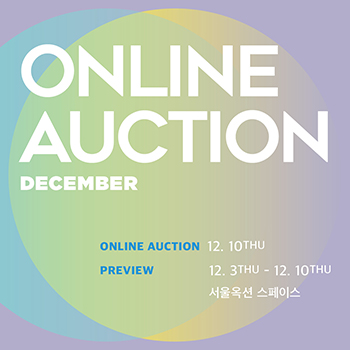 ONLINE
AUCTION
DECEMBER
ONLINE AUCTION 12. 10THU
PREVIEW 12. 3THU - 12. 10THU
서울옥션 스페이스